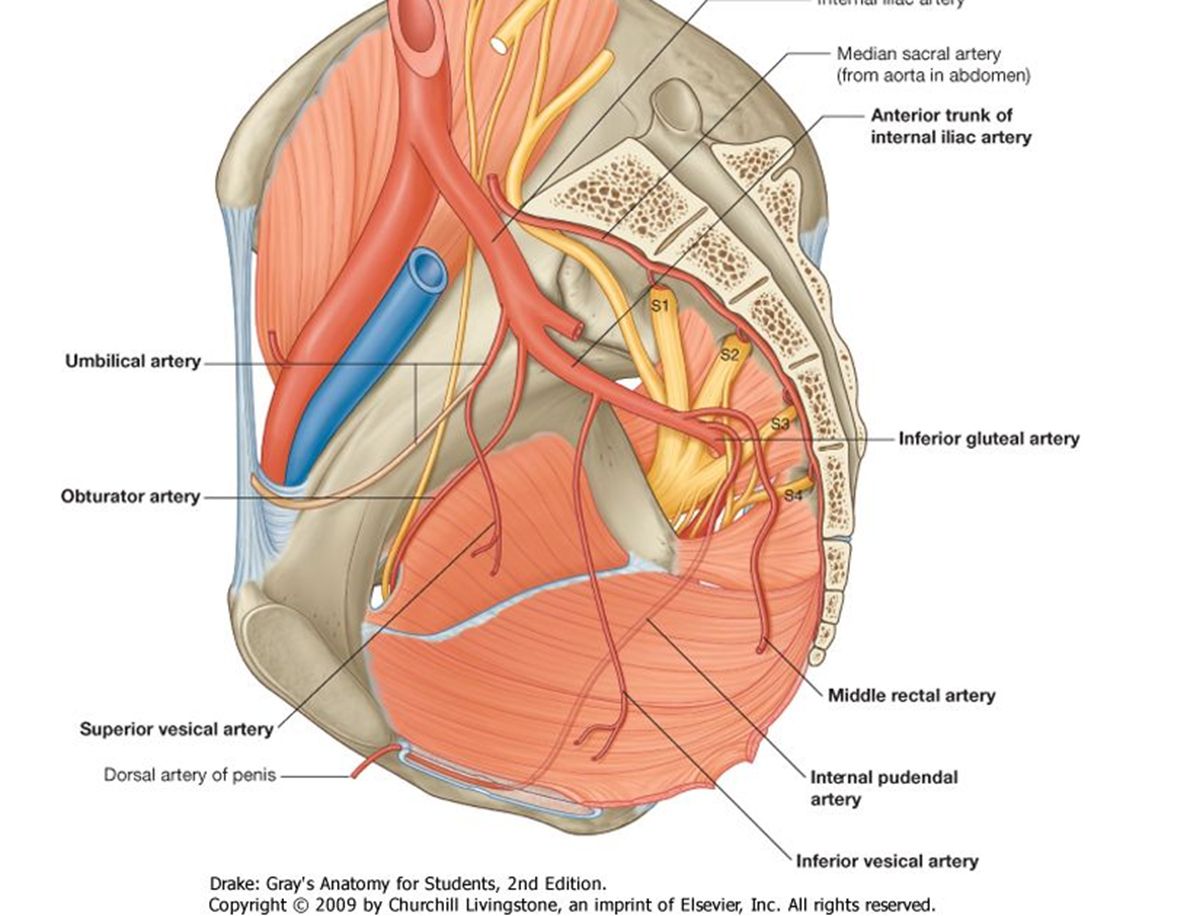 Internal iliac artery
Median sacral artery
(from aorta in abdomen)
Anterior trunk of
internal iliac artery
S1
S2
Umbilical artery
S3
Inferior gluteal artery
Obturator artery
S4
Middle rectal artery
Superior vesical artery
Dorsal artery of penis
Internal pudendal
artery
Inferior vesical artery
Drake: Gray's Anatomy for Students, 2nd Edition.
Copyright © 2009 by Churchill Livingstone, an imprint of Elsevier, Inc. All rights reserved.